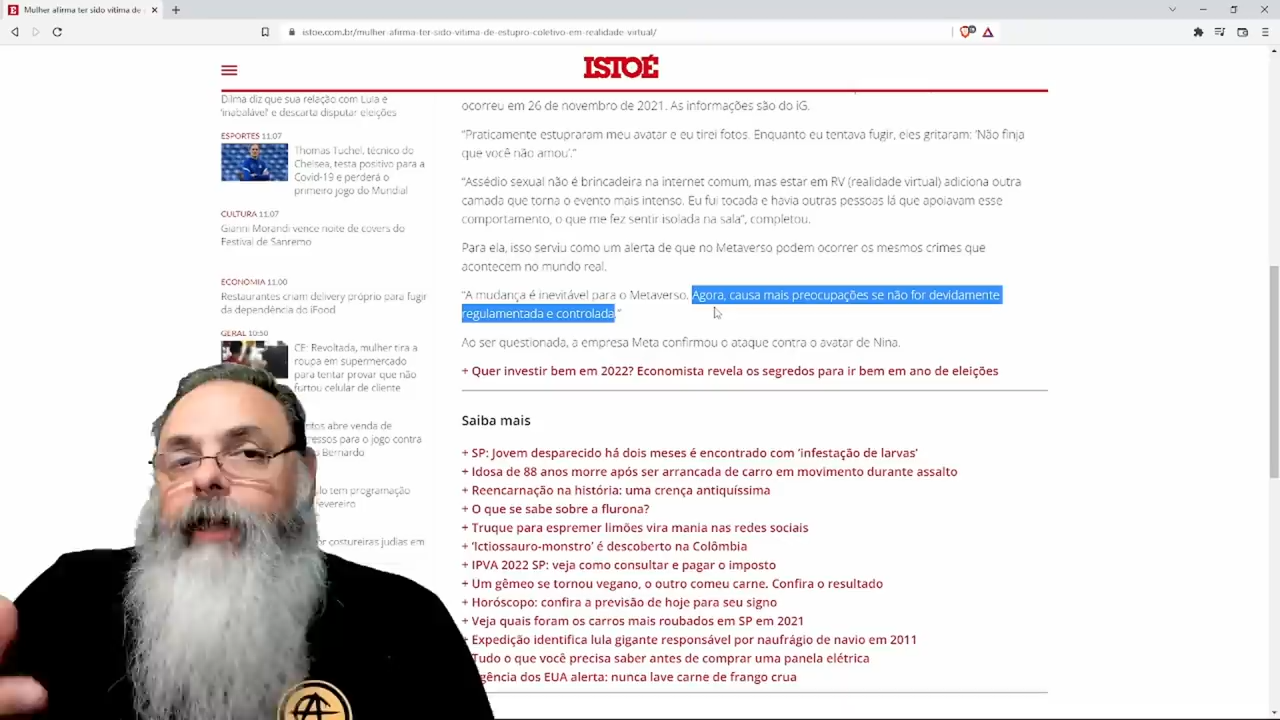 Mulher afirma ter sido vítima de
istoe.com.br/mulher-afirma-ter-sido-vitima-de-estupro-coletivo-em-realidade-virtual/
ISTOÉ
Dilma diz que sua relação com Lula é
'inabalável' e descarta disputar eleições
ESPORTES 11:07
Thomas Tuchel, técnico do
Chelsea, testa positivo para a
Covid-19 e perderá o
primeiro jogo do Mundial
CULTURA 11:07
Gianni Morandi vence noite de covers do
Festival de Sanremo
ECONOMIA 11:00
Restaurantes criam delivery próprio para fugir
da dependência do iFood
GERAL 10:50
CE: Revoltada, mulher tira a
roupa em supermercado
para tentar provar que não
furtou celular de cliente
abre venda de
para o jogo contra
Bernardo
tem programação
fevereiro
costureiras judias em
ocorreu em 26 de novembro de 2021. As informações são do iG.
“Praticamente estupraram meu avatar e eu tirei fotos. Enquanto eu tentava fugir, eles gritaram: ‘Não finja
que você não amou’.”
“Assédio sexual não é brincadeira na internet comum, mas estar em RV (realidade virtual) adiciona outra
camada que torna o evento mais intenso. Eu fui tocada e havia outras pessoas lá que apoiavam esse
comportamento, o que me fez sentir isolada na sala”, completou.
Para ela, isso serviu como um alerta de que no Metaverso podem ocorrer os mesmos crimes que
acontecem no mundo real.
“A mudança é inevitável para o Metaverso. Agora, causa mais preocupações se não for devidamente
regulamentada e controlada.”
Ao ser questionada, a empresa Meta confirmou o ataque contra o avatar de Nina.
+ Quer investir bem em 2022? Economista revela os segredos para ir bem em ano de eleições
Saiba mais
+ SP: Jovem desparecido há dois meses é encontrado com ‘infestação de larvas’
+ Idosa de 88 anos morre após ser arrancada de carro em movimento durante assalto
+ Reencarnação na história: uma crença antiquíssima
+ O que se sabe sobre a flurona?
+ Truque para espremer limões vira mania nas redes sociais
+ ‘Ictiossauro-monstro’ é descoberto na Colômbia
+ IPVA 2022 SP: veja como consultar e pagar o imposto
+ Um gêmeo se tornou vegano, o outro comeu carne. Confira o resultado
+ Horóscopo: confira a previsão de hoje para seu signo
+ Veja quais foram os carros mais roubados em SP em 2021
+ Expedição identifica lula gigante responsável por naufrágio de navio em 2011
Tudo o que você precisa saber antes de comprar uma panela elétrica
dos EUA alerta: nunca lave carne de frango crua